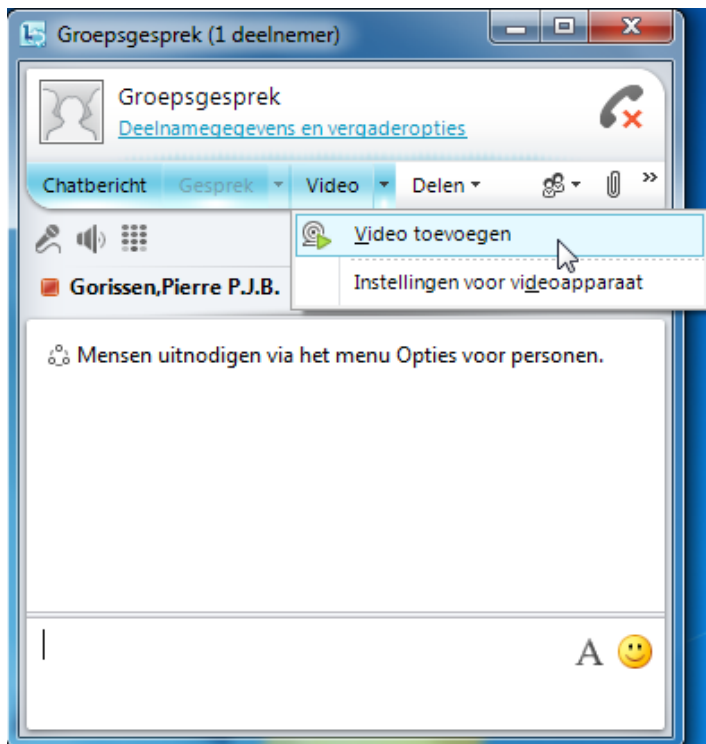 Groepsgesprek (1 deelnemer)
Groepsgesprek
Deelnamegegevens en vergaderopties
Chatbericht Gesprek Video Delen
Video toevoegen
Gorissen,Pierre P.J.B.
Instellingen voor videoapparaat
Mensen uitnodigen via het menu Opties voor personen.
A